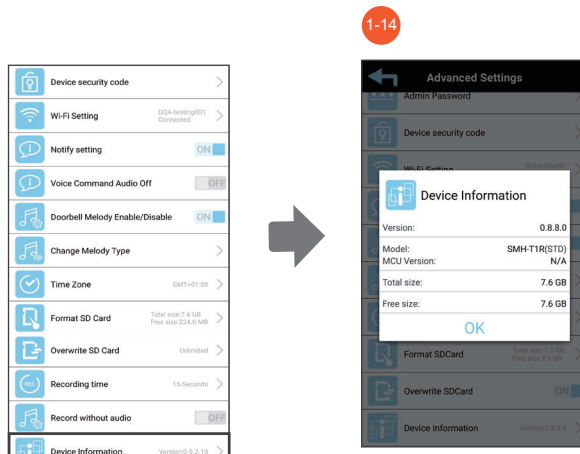 1-14
Device security code
Wi-Fi Setting
DQA-testing001
Connected
Notify setting
ON
Voice Command Audio Off
OFF
Doorbell Melody Enable/Disable
ON
Change Melody Type
Time Zone
GMT+01:00
Format SD Card
Total size:7.6 GB
Free size:224.0 MB
Overwrite SD Card
Unlimited
REC
Recording time
15 Seconds
Record without audio
OFF
Device Information
Version:0.9.2.10
Advanced Settings
Admin Password
Device security code
Wi-Fi Setting
Device Information
Version:
0.8.8.0
Model:
SMH-T1R(STD)
MCU Version:
N/A
Total size:
7.6 GB
Free size:
7.6 GB
OK
Format SDCard
Total size:7.6 GB
Free size:7.6 GB
Overwrite SDCard
ON
Device Information
Version:0.8.8.0